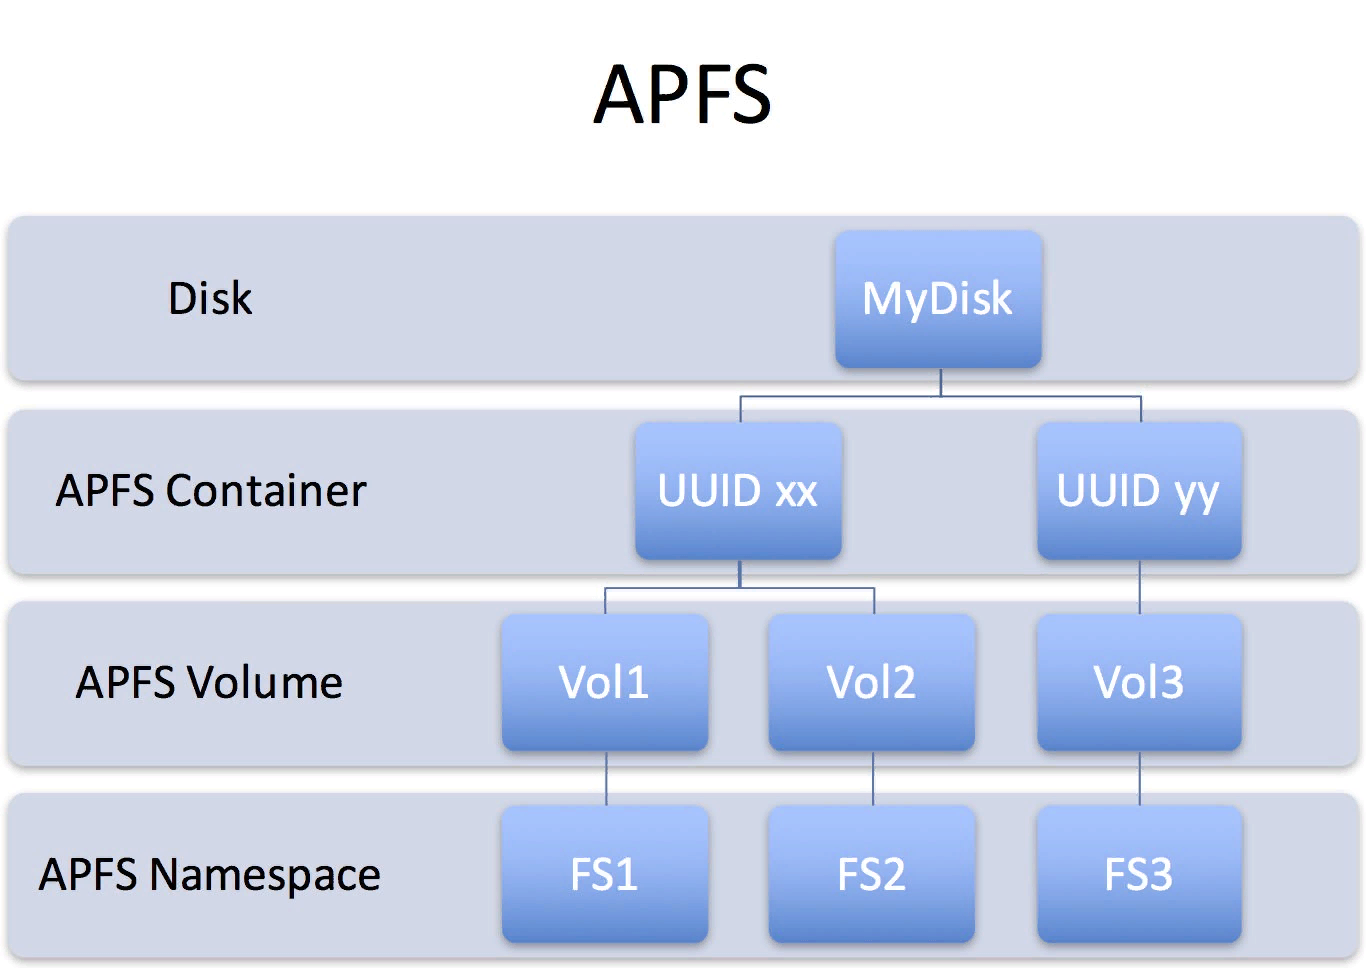 APFS
Disk
MyDisk
APFS Container
UUID xx
UUID yy
APFS Volume
Vol1
Vol2
Vol3
APFS Namespace
FS1
FS2
FS3